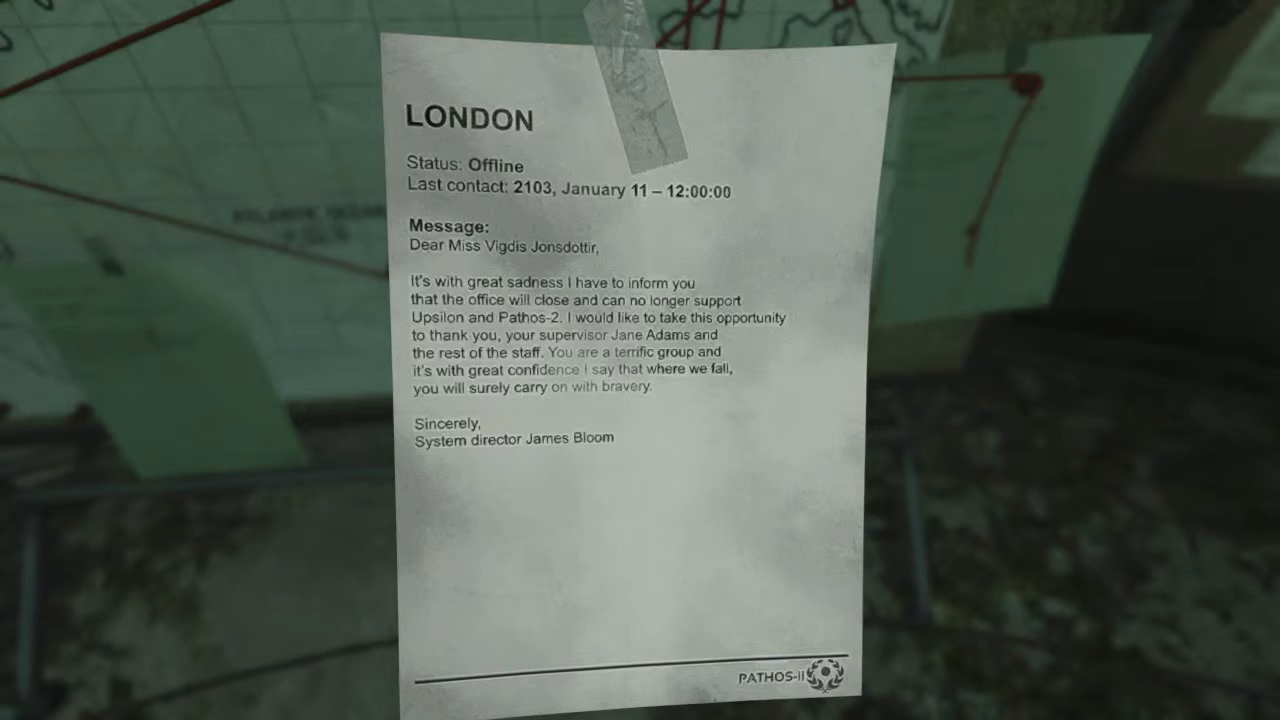 LONDON
Status: Offline
Last contact: 2103, January 11 – 12:00:00
Message:
Dear Miss Vigdis Jonsdottir,
It's with great sadness I have to inform you
that the office will close and can no longer support
Upsilon and Pathos-2. I would like to take this opportunity
to thank you, your supervisor Jane Adams and
the rest of the staff. You are a terrific group and
it's with great confidence I say that where we fall,
you will surely carry on with bravery.
Sincerely,
System director James Bloom
PATHOS-II
ATLANTIC OCEAN